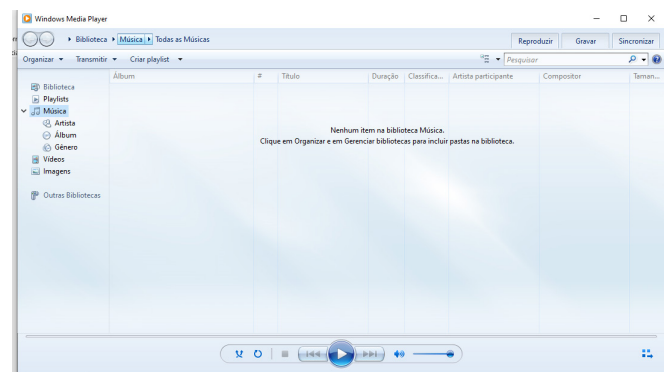 Windows Media Player
Biblioteca Música Todas as Músicas
Reproduzir Gravar Sincronizar
Organizar Transmitir Criar playlist
Pesquisar
Álbum # Título Duração Classifica... Artista participante Compositor Taman...
Biblioteca
Playlists
Música
Artista
Álbum
Gênero
Vídeos
Imagens
Outras Bibliotecas
Nenhum item na biblioteca Música.
Clique em Organizar e em Gerenciar bibliotecas para incluir pastas na biblioteca.